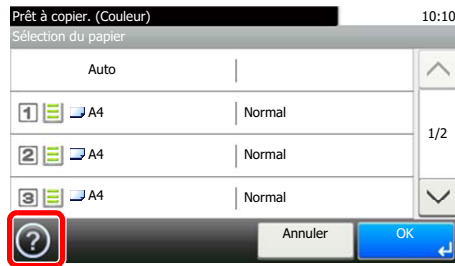 Prêt à copier. (Couleur) 10:10
Sélection du papier
Auto
1 A4 Normal
1/2
2 A4 Normal
3 A4 Normal
? Annuler OK